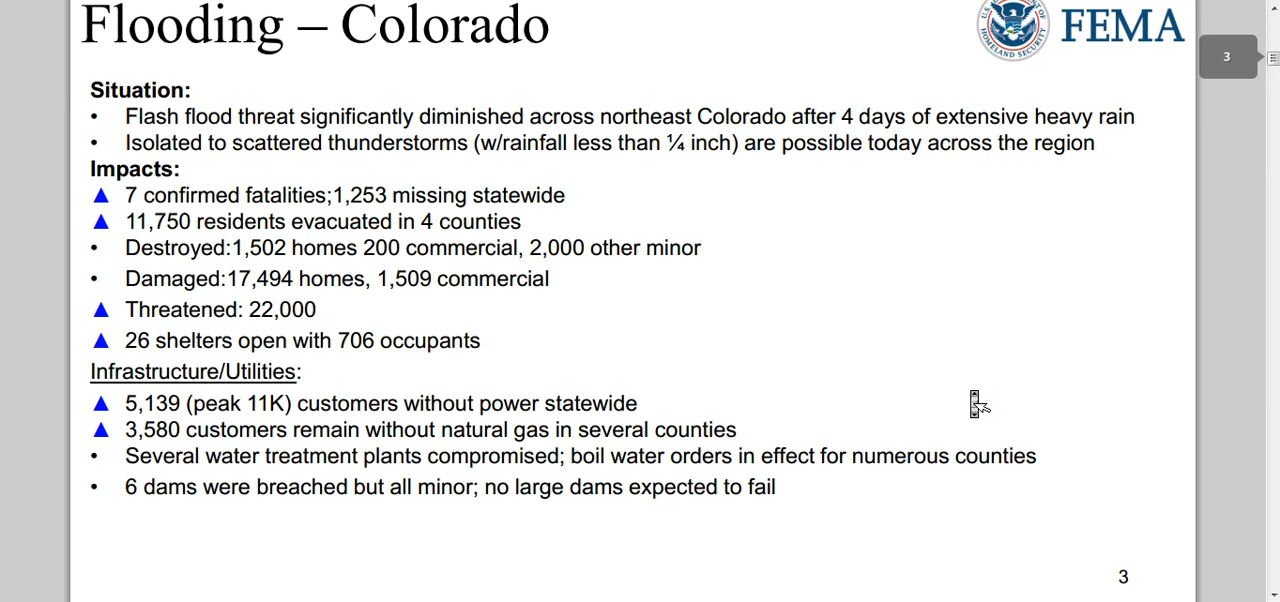 Flooding – Colorado
U.S. DEPARTMENT OF
HOMELAND SECURITY
FEMA
3
Situation:
• Flash flood threat significantly diminished across northeast Colorado after 4 days of extensive heavy rain
• Isolated to scattered thunderstorms (w/rainfall less than ¼ inch) are possible today across the region
Impacts:
▲ 7 confirmed fatalities;1,253 missing statewide
▲ 11,750 residents evacuated in 4 counties
• Destroyed:1,502 homes 200 commercial, 2,000 other minor
• Damaged:17,494 homes, 1,509 commercial
▲ Threatened: 22,000
▲ 26 shelters open with 706 occupants
Infrastructure/Utilities:
▲ 5,139 (peak 11K) customers without power statewide
▲ 3,580 customers remain without natural gas in several counties
• Several water treatment plants compromised; boil water orders in effect for numerous counties
• 6 dams were breached but all minor; no large dams expected to fail
3